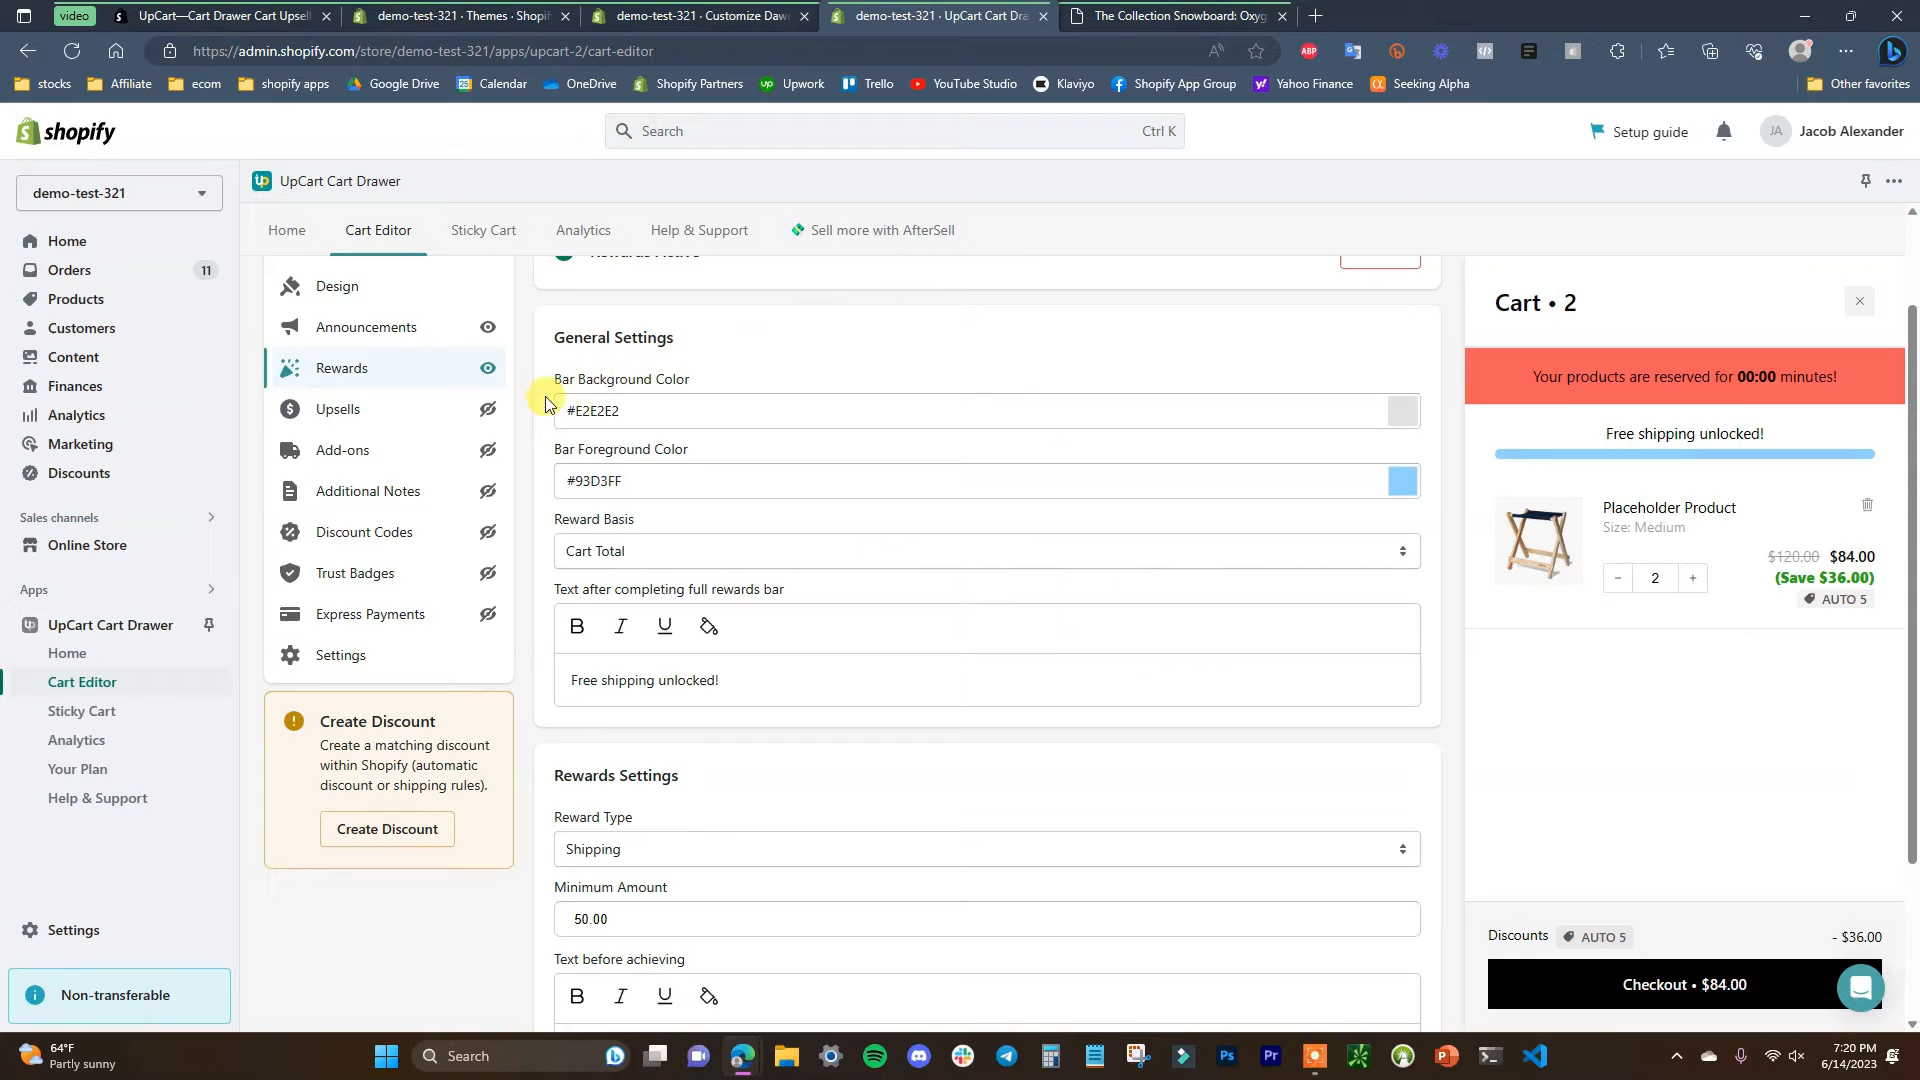 video
UpCart—Cart Drawer Cart Upsell
demo-test-321 · Themes · Shopif
demo-test-321 · Customize Daw
demo-test-321 · UpCart Cart Dra
The Collection Snowboard: Oxyg
https://admin.shopify.com/store/demo-test-321/apps/upcart-2/cart-editor
stocks
Affiliate
ecom
shopify apps
Google Drive
Calendar
OneDrive
Shopify Partners
Upwork
Trello
YouTube Studio
Klaviyo
Shopify App Group
Yahoo Finance
Seeking Alpha
Other favorites
shopify
Search
Ctrl K
Setup guide
JA
Jacob Alexander
demo-test-321
Home
Orders
11
Products
Customers
Content
Finances
Analytics
Marketing
Discounts
Sales channels
Online Store
Apps
UpCart Cart Drawer
Home
Cart Editor
Sticky Cart
Analytics
Your Plan
Help & Support
Settings
Non-transferable
UpCart Cart Drawer
Home
Cart Editor
Sticky Cart
Analytics
Help & Support
Sell more with AfterSell
Design
Announcements
Rewards
Upsells
Add-ons
Additional Notes
Discount Codes
Trust Badges
Express Payments
Settings
Create Discount
Create a matching discount
within Shopify (automatic
discount or shipping rules).
Create Discount
General Settings
Bar Background Color
#E2E2E2
Bar Foreground Color
#93D3FF
Reward Basis
Cart Total
Text after completing full rewards bar
B I U
Free shipping unlocked!
Rewards Settings
Reward Type
Shipping
Minimum Amount
50.00
Text before achieving
B I U
Cart • 2
Your products are reserved for 00:00 minutes!
Free shipping unlocked!
Placeholder Product
Size: Medium
$120.00 $84.00
(Save $36.00)
AUTO 5
- 2 +
Discounts
AUTO 5
- $36.00
Checkout • $84.00
64°F
Partly sunny
Search
7:20 PM
6/14/2023